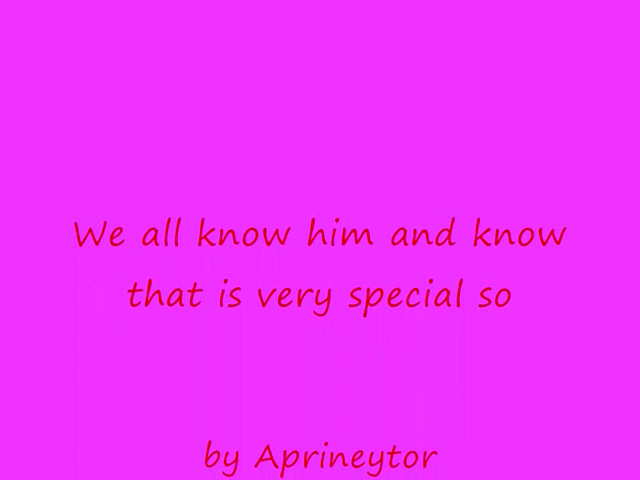 We all know him and know
that is very special so
by Aprineytor